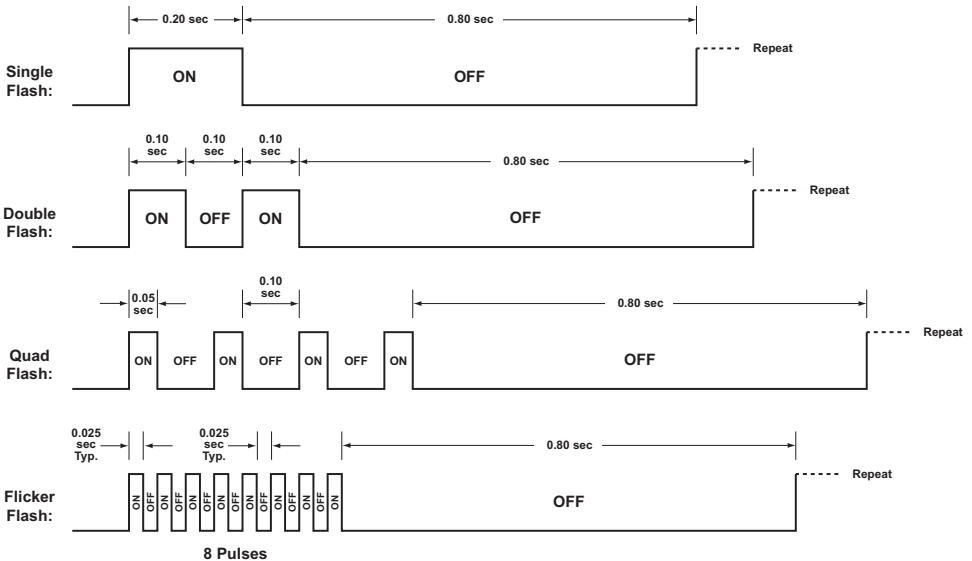 0.20 sec
0.80 sec
Repeat
Single
Flash:
ON
OFF
0.10
sec
0.10
sec
0.10
sec
0.80 sec
Repeat
Double
Flash:
ON
OFF
ON
OFF
0.05
sec
0.10
sec
0.80 sec
Repeat
Quad
Flash:
ON
OFF
ON
OFF
ON
OFF
ON
OFF
0.025
sec
Typ.
0.025
sec
Typ.
0.80 sec
Repeat
Flicker
Flash:
ON
OFF
ON
OFF
ON
OFF
ON
OFF
ON
OFF
ON
OFF
ON
OFF
ON
OFF
8 Pulses